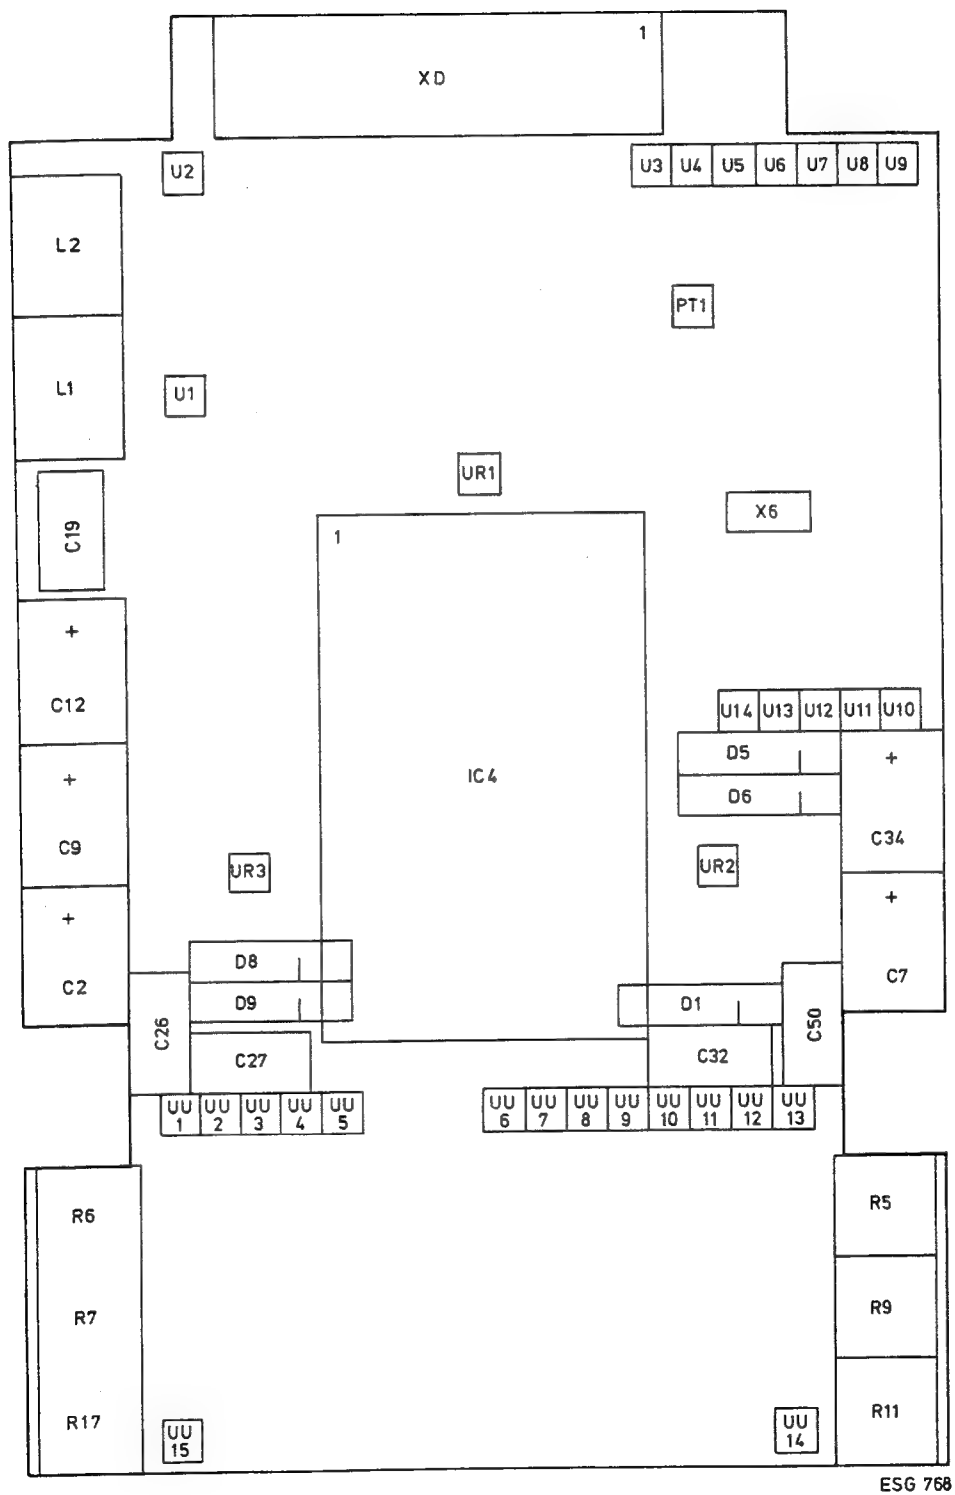 1
XD
U2
U3 U4 U5 U6 U7 U8 U9
L2
PT1
L1
U1
UR1
X6
C19
1
+
C12
U14 U13 U12 U11 U10
D5
+
IC4
+
D6
C9
C34
UR3
UR2
+
+
D8
C2
C7
D9
D1
C26
C50
C27
C32
UU 1
UU 2
UU 3
UU 4
UU 5
UU 6
UU 7
UU 8
UU 9
UU 10
UU 11
UU 12
UU 13
R6
R5
R7
R9
R17
R11
UU 15
UU 14
ESG 768